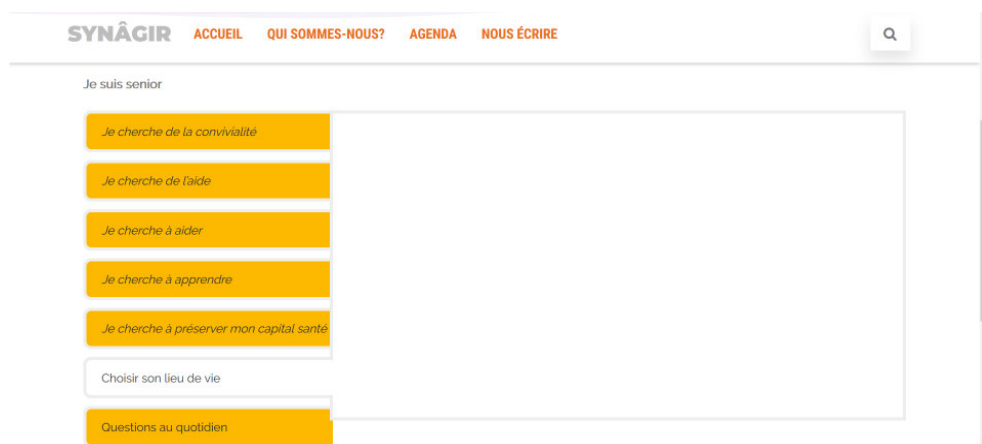 SYNÂGIR ACCUEIL QUI SOMMES-NOUS? AGENDA NOUS ÉCRIRE
Je suis senior
Je cherche de la convivialité
Je cherche de l'aide
Je cherche à aider
Je cherche à apprendre
Je cherche à préserver mon capital santé
Choisir son lieu de vie
Questions au quotidien